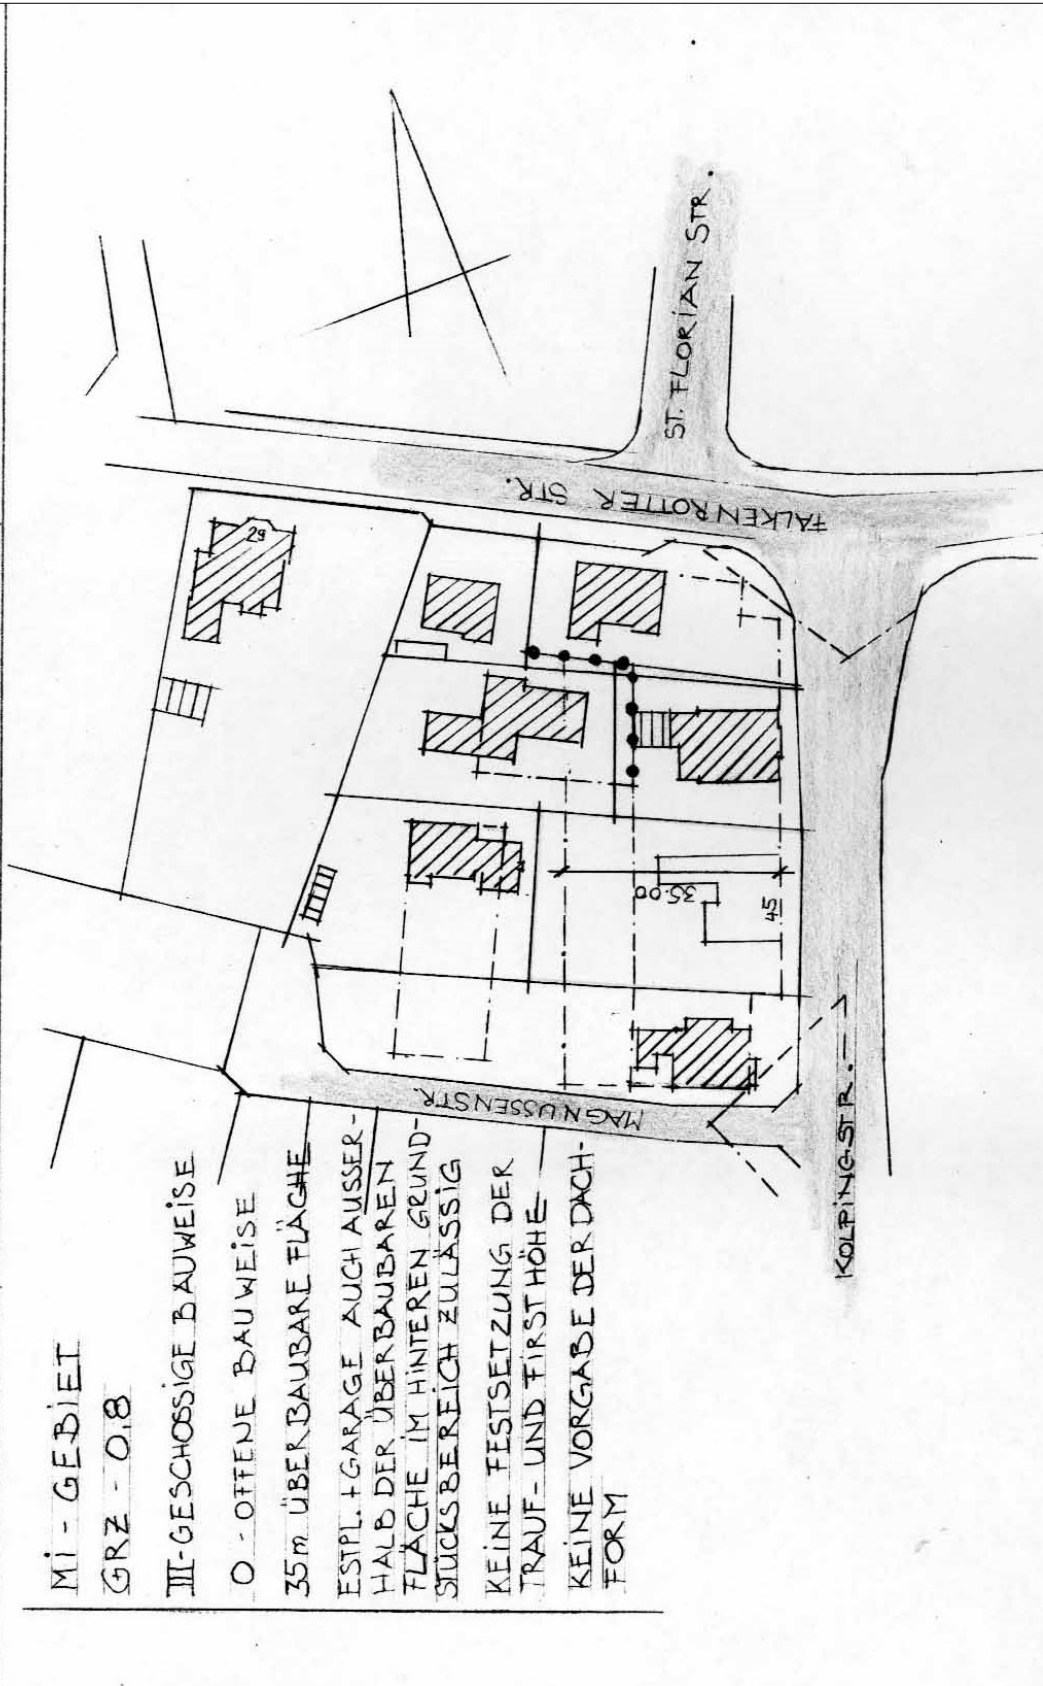 Mi - GEBiET
GRZ - 0,8
III-GESCHOSSIGE BAUWEISE
O - OFFENE BAUWEISE
35m ÜBERBAUBARE FLÄCHE
ESTPL. + GARAGE AUCH AUSSER-
HALB DER ÜBERBAUBAREN
FLÄCHE IM HINTEREN GRUND-
STÜCKSBEREICH ZULÄSSIG
KEINE FESTSETZUNG DER
TRAUF- UND FIRSTHÖHE
KEINE VORGABE DER DACH-
FORM
MAGNUSSENSTR.
KOLPINGSTR.
35.00
45
29
FALKENROTTER STR.
ST. FLORIAN STR.